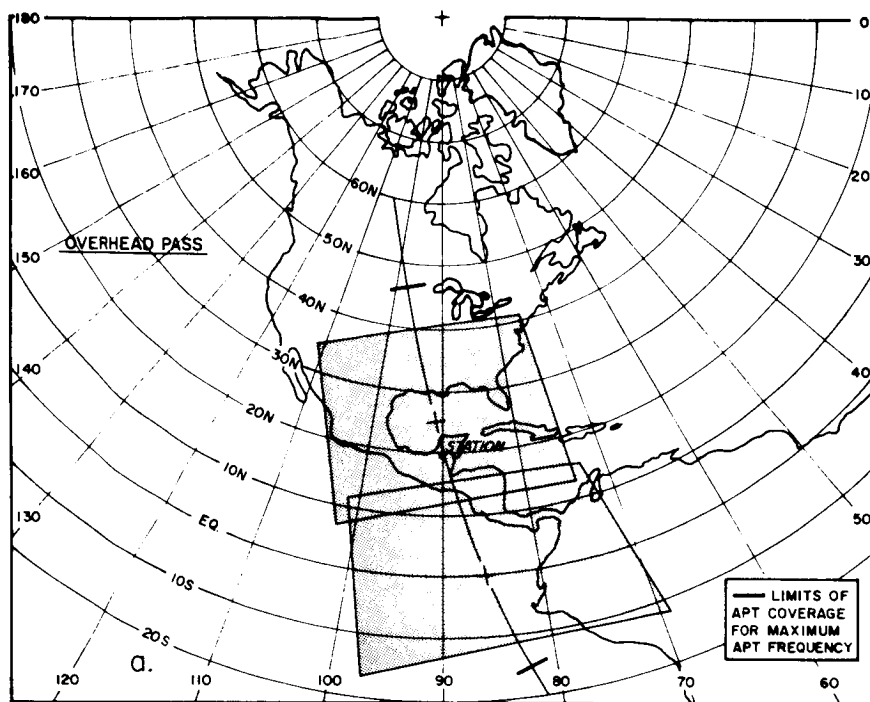 180
0
170
10
160
20
60N
50N
OVERHEAD PASS
150
30
40N
30N
140
40
20N
STATION
10N
130
EQ.
50
10S
LIMITS OF
APT COVERAGE
FOR MAXIMUM
APT FREQUENCY
20S
a.
120
110
100
90
80
70
60